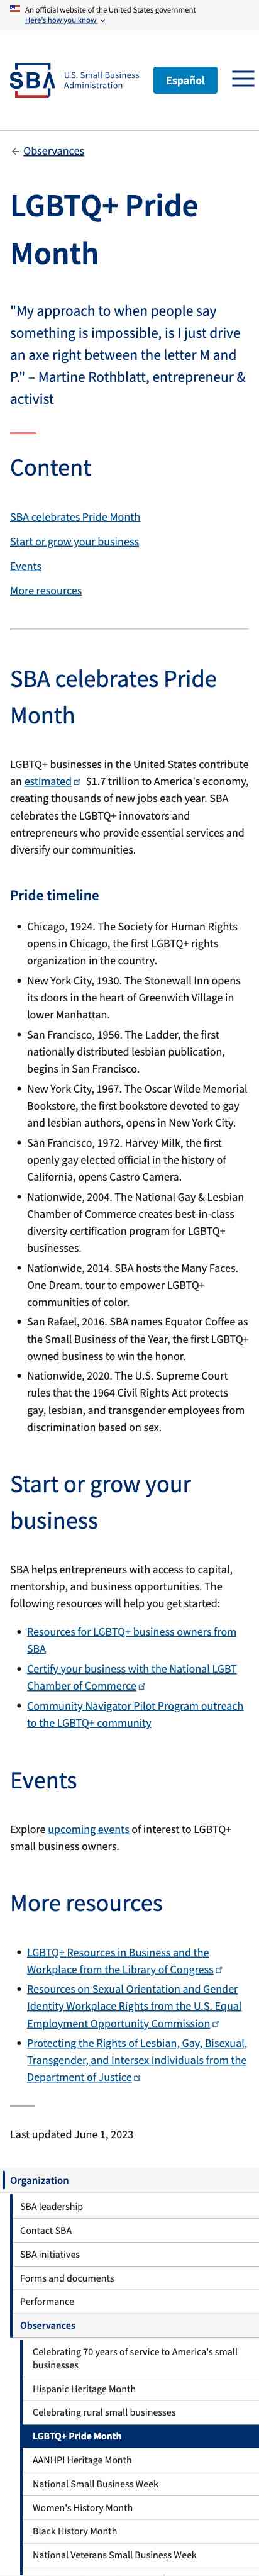 An official website of the United States government
Here's how you know
SBA
U.S. Small Business
Administration
Español
Observances
LGBTQ+ Pride
Month
"My approach to when people say
something is impossible, is I just drive
an axe right between the letter M and
P." – Martine Rothblatt, entrepreneur &
activist
Content
SBA celebrates Pride Month
Start or grow your business
Events
More resources
SBA celebrates Pride
Month
LGBTQ+ businesses in the United States contribute
an estimated $1.7 trillion to America's economy,
creating thousands of new jobs each year. SBA
celebrates the LGBTQ+ innovators and
entrepreneurs who provide essential services and
diversify our communities.
Pride timeline
• Chicago, 1924. The Society for Human Rights
opens in Chicago, the first LGBTQ+ rights
organization in the country.
• New York City, 1930. The Stonewall Inn opens
its doors in the heart of Greenwich Village in
lower Manhattan.
• San Francisco, 1956. The Ladder, the first
nationally distributed lesbian publication,
begins in San Francisco.
• New York City, 1967. The Oscar Wilde Memorial
Bookstore, the first bookstore devoted to gay
and lesbian authors, opens in New York City.
• San Francisco, 1972. Harvey Milk, the first
openly gay elected official in the history of
California, opens Castro Camera.
• Nationwide, 2004. The National Gay & Lesbian
Chamber of Commerce creates best-in-class
diversity certification program for LGBTQ+
businesses.
• Nationwide, 2014. SBA hosts the Many Faces.
One Dream. tour to empower LGBTQ+
communities of color.
• San Rafael, 2016. SBA names Equator Coffee as
the Small Business of the Year, the first LGBTQ+
owned business to win the honor.
• Nationwide, 2020. The U.S. Supreme Court
rules that the 1964 Civil Rights Act protects
gay, lesbian, and transgender employees from
discrimination based on sex.
Start or grow your
business
SBA helps entrepreneurs with access to capital,
mentorship, and business opportunities. The
following resources will help you get started:
• Resources for LGBTQ+ business owners from
SBA
• Certify your business with the National LGBT
Chamber of Commerce
• Community Navigator Pilot Program outreach
to the LGBTQ+ community
Events
Explore upcoming events of interest to LGBTQ+
small business owners.
More resources
• LGBTQ+ Resources in Business and the
Workplace from the Library of Congress
• Resources on Sexual Orientation and Gender
Identity Workplace Rights from the U.S. Equal
Employment Opportunity Commission
• Protecting the Rights of Lesbian, Gay, Bisexual,
Transgender, and Intersex Individuals from the
Department of Justice
Last updated June 1, 2023
Organization
SBA leadership
Contact SBA
SBA initiatives
Forms and documents
Performance
Observances
Celebrating 70 years of service to America's small
businesses
Hispanic Heritage Month
Celebrating rural small businesses
LGBTQ+ Pride Month
AANHPI Heritage Month
National Small Business Week
Women's History Month
Black History Month
National Veterans Small Business Week